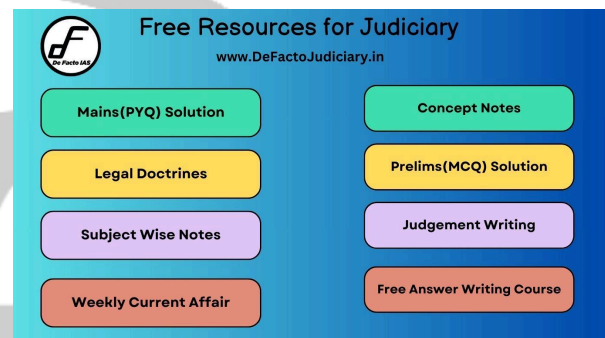 Free Resources for Judiciary
www.DeFactoJudiciary.in
De Facto IAS
Mains(PYQ) Solution
Concept Notes
Legal Doctrines
Prelims(MCQ) Solution
Subject Wise Notes
Judgement Writing
Weekly Current Affair
Free Answer Writing Course